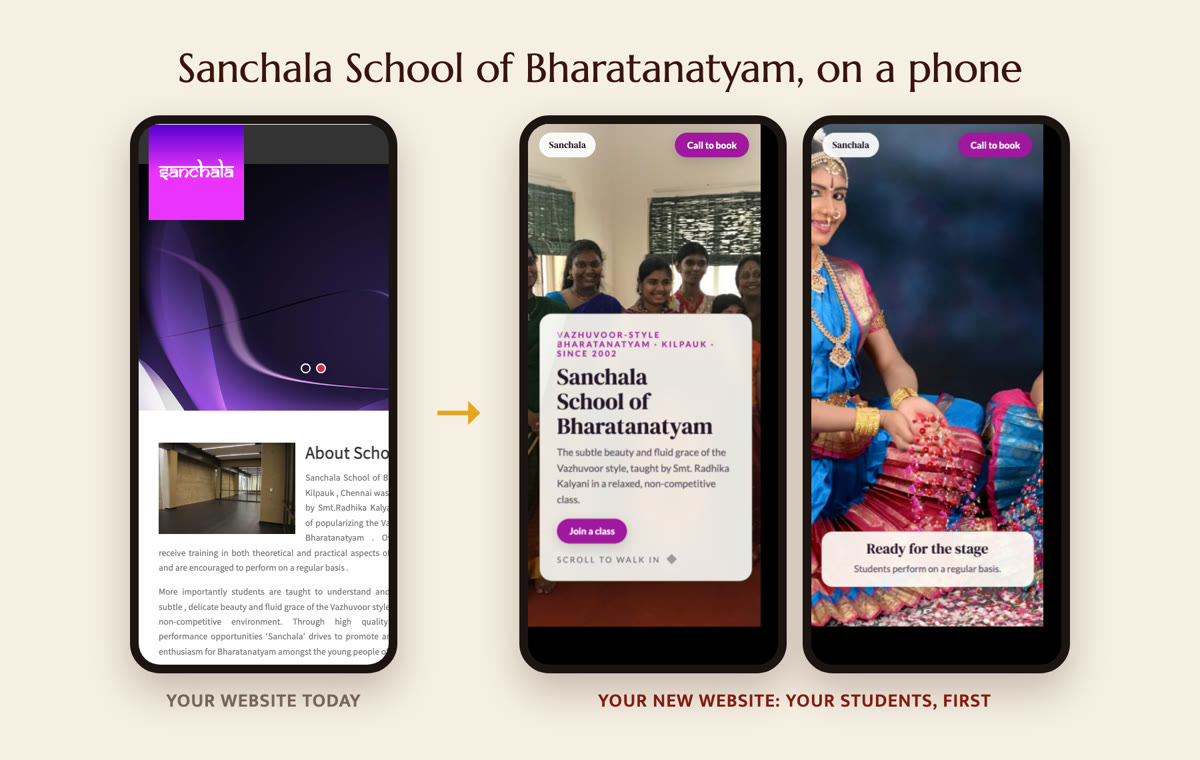 Sanchala School of Bharatanatyam, on a phone
sanchala
About Scho
Sanchala School of B
Kilpauk , Chennai was
by Smt.Radhika Kalya
of popularizing the Va
Bharatanatyam . O
receive training in both theoretical and practical aspects of
and are encouraged to perform on a regular basis .
More importantly students are taught to understand and
subtle , delicate beauty and fluid grace of the Vazhuvoor style
non-competitive environment. Through high quality
performance opportunities ‘Sanchala’ drives to promote an
enthusiasm for Bharatanatyam amongst the young people of
YOUR WEBSITE TODAY
Sanchala
Call to book
VAZHUVOOR-STYLE
BHARATANATYAM · KILPAUK ·
SINCE 2002
Sanchala
School of
Bharatanatyam
The subtle beauty and fluid grace of the
Vazhuvoor style, taught by Smt. Radhika
Kalyani in a relaxed, non-competitive
class.
Join a class
SCROLL TO WALK IN
Sanchala
Call to book
Ready for the stage
Students perform on a regular basis.
YOUR NEW WEBSITE: YOUR STUDENTS, FIRST